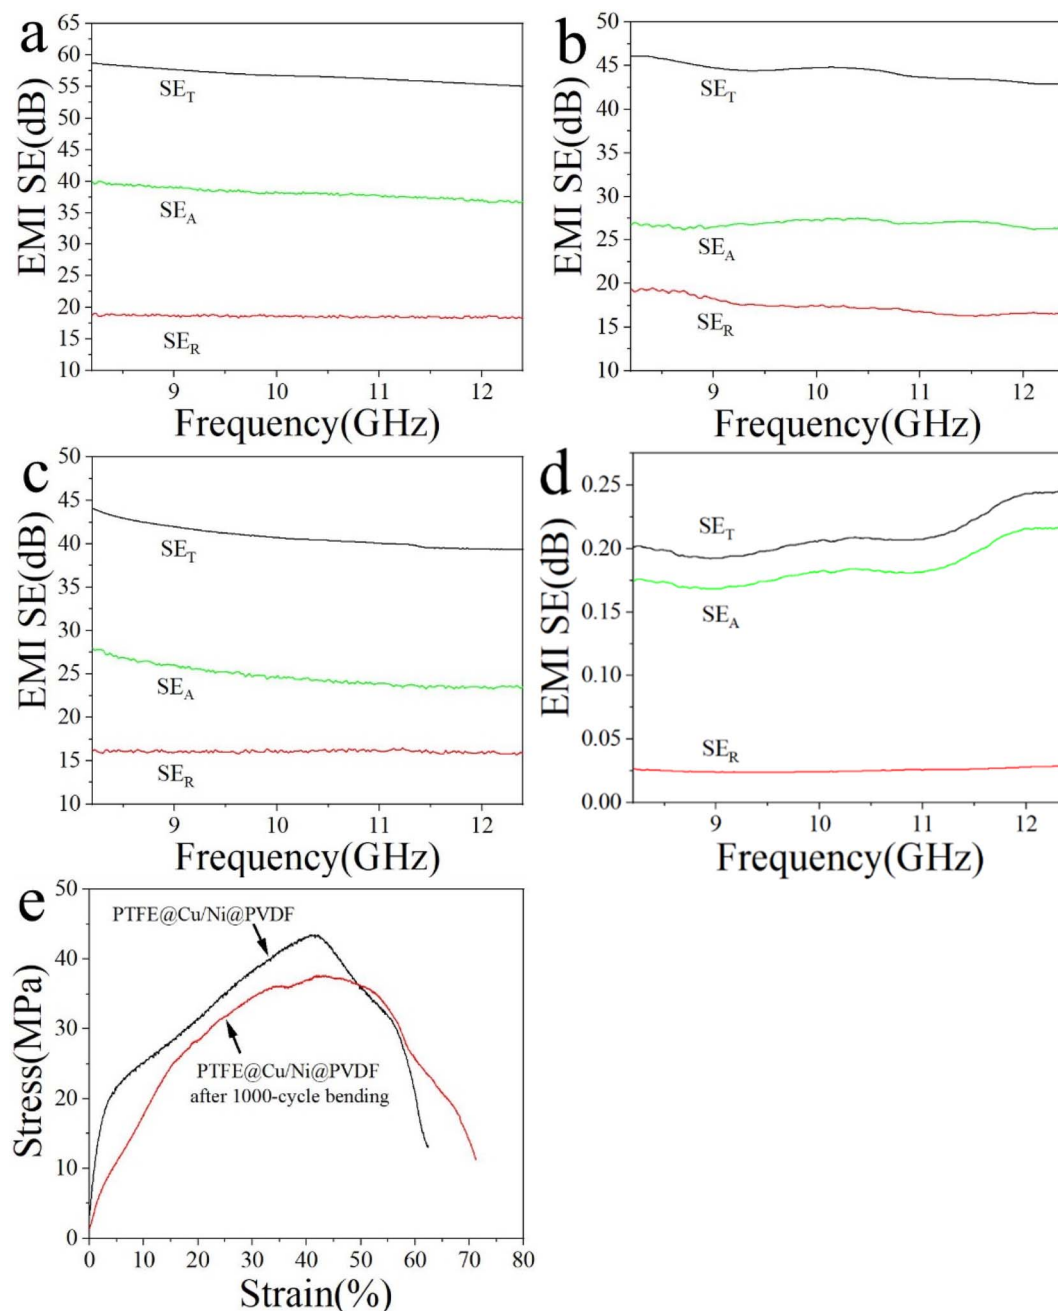 a
EMI SE(dB)
65
60
55
50
45
40
35
30
25
20
15
10
SE_T
SE_A
SE_R
9
10
11
12
Frequency(GHz)
b
EMI SE(dB)
50
45
40
35
30
25
20
15
10
SE_T
SE_A
SE_R
9
10
11
12
Frequency(GHz)
c
EMI SE(dB)
50
45
40
35
30
25
20
15
10
SE_T
SE_A
SE_R
9
10
11
12
Frequency(GHz)
d
EMI SE(dB)
0.25
0.20
0.15
0.10
0.05
0.00
SE_T
SE_A
SE_R
9
10
11
12
Frequency(GHz)
e
Stress(MPa)
50
40
30
20
10
0
PTFE@Cu/Ni@PVDF
PTFE@Cu/Ni@PVDF
after 1000-cycle bending
0
10
20
30
40
50
60
70
80
Strain(%)